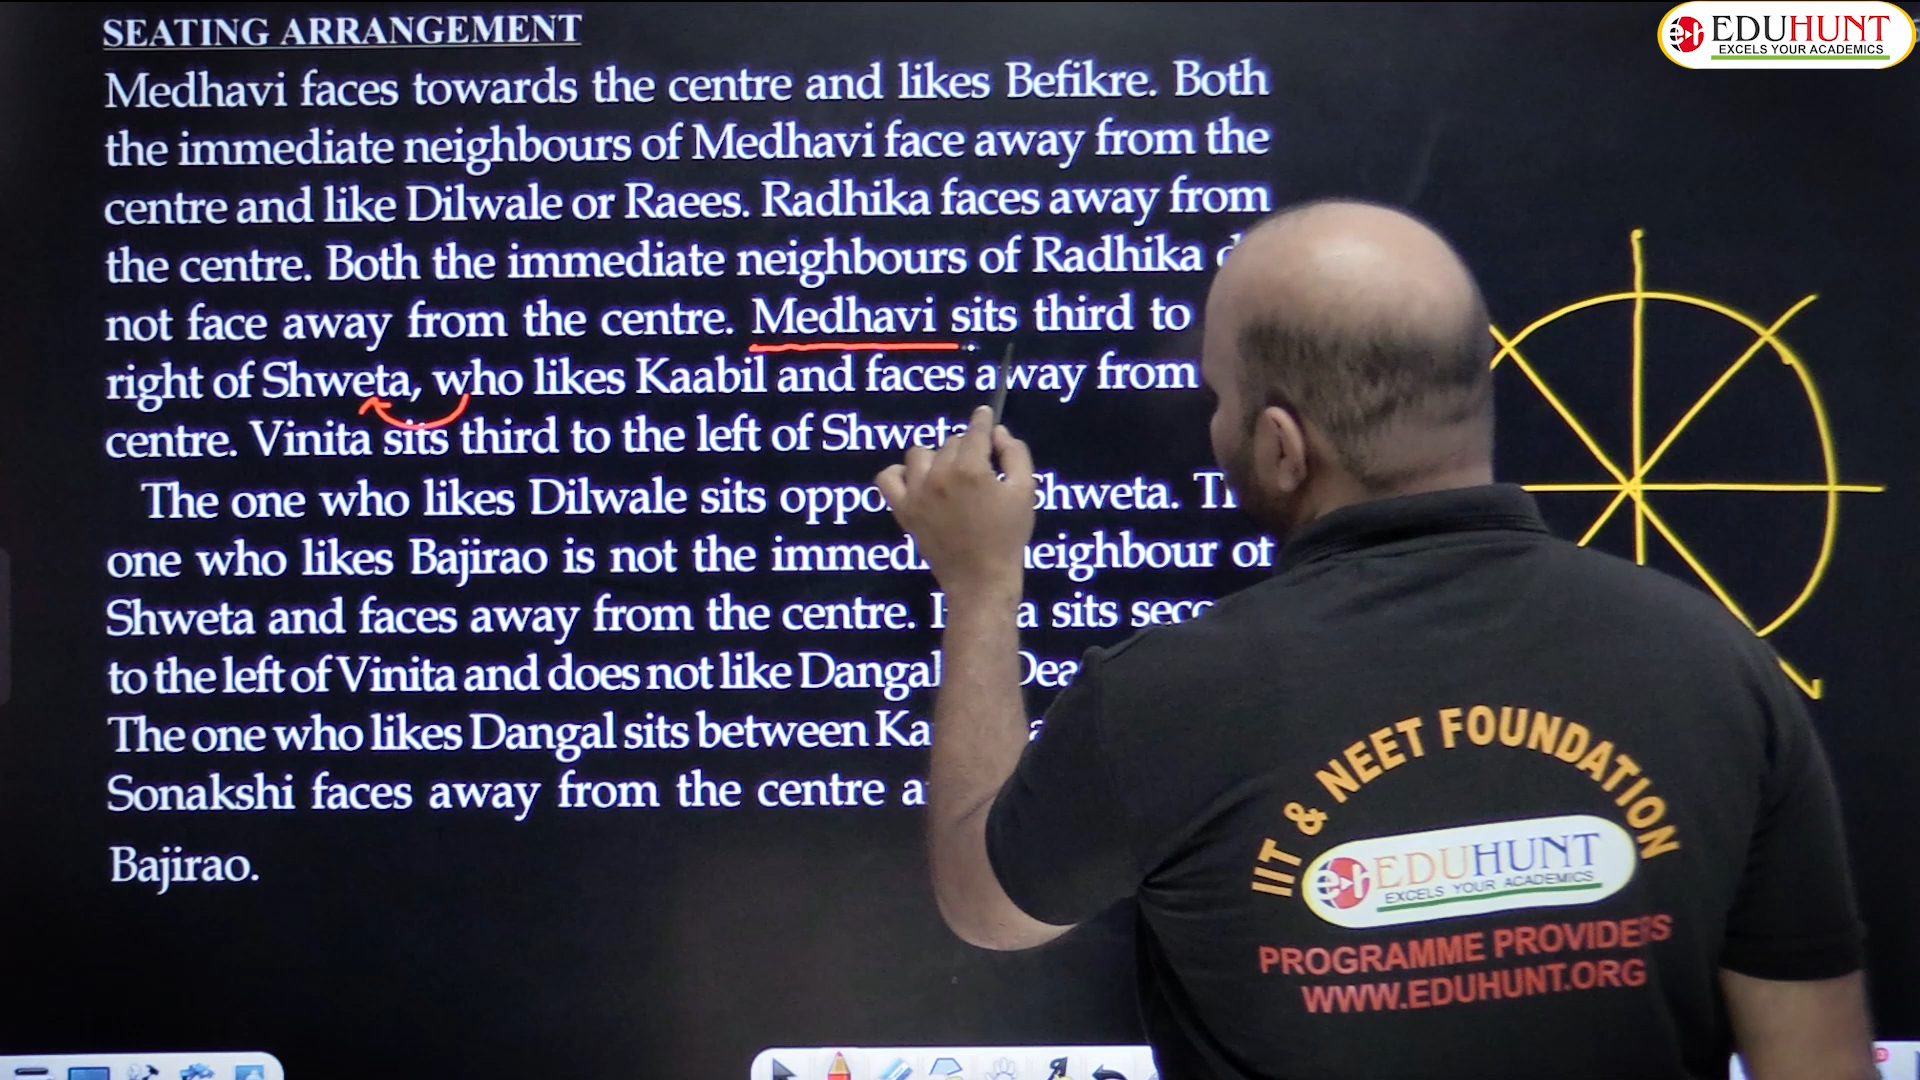 SEATING ARRANGEMENT
EDUHUNT
EXCELS YOUR ACADEMICS
Medhavi faces towards the centre and likes Befikre. Both
the immediate neighbours of Medhavi face away from the
centre and like Dilwale or Raees. Radhika faces away from
the centre. Both the immediate neighbours of Radhika
not face away from the centre. Medhavi sits third to
right of Shweta, who likes Kaabil and faces away from
centre. Vinita sits third to the left of
The one who likes Dilwale sits Shweta.
one who likes Bajirao is not the neighbour of
Shweta and faces away from the centre. sits
to the left of Vinita and does not like Dangal
The one who likes Dangal sits between
Sonakshi faces away from the centre
Bajirao.
IIT & NEET FOUNDATION
EDUHUNT
EXCELS YOUR ACADEMICS
PROGRAMME PROVIDERS
WWW.EDUHUNT.ORG